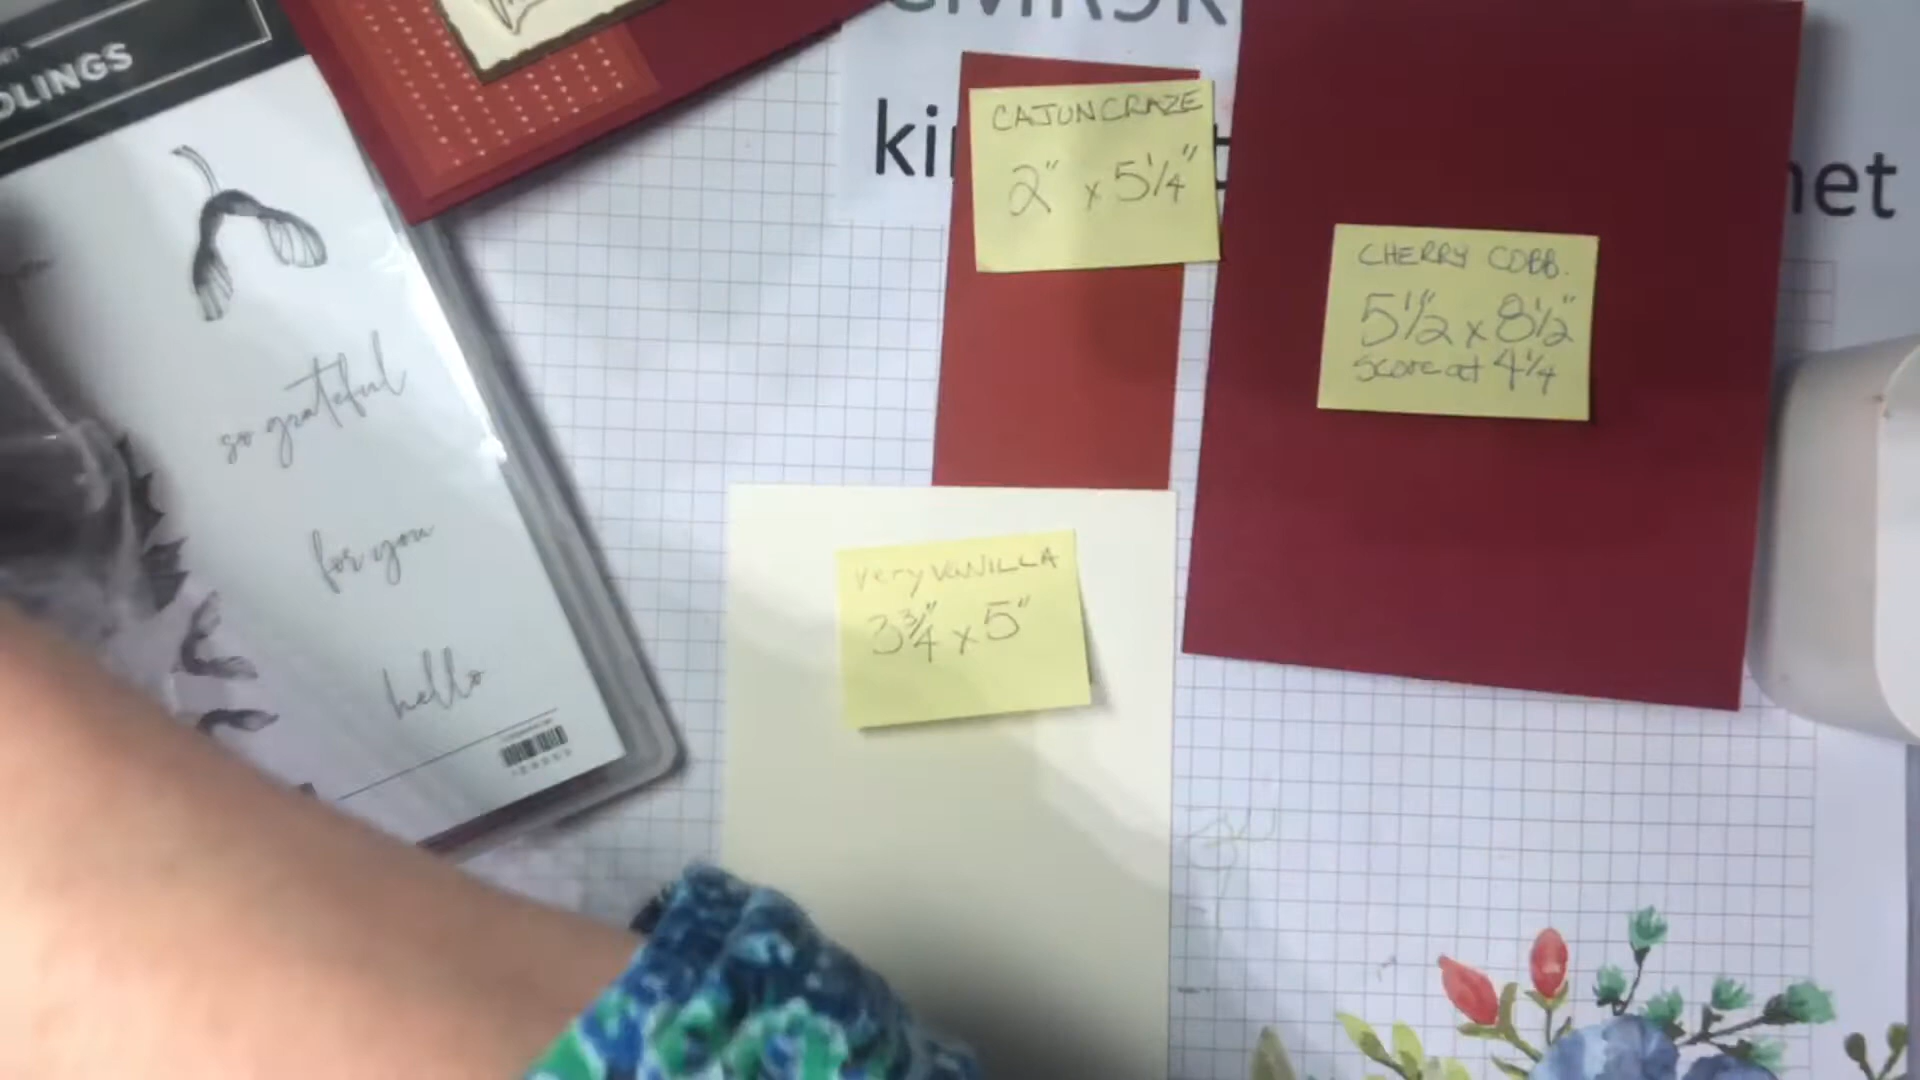 DLINGS
so grateful
for you
hello
ki
net
CAJUN CRAZE
2" x 5 1/4"
CHERRY COBB.
5 1/2 x 8 1/2"
score at 4 1/4
very VANILLA
3 3/4" x 5"